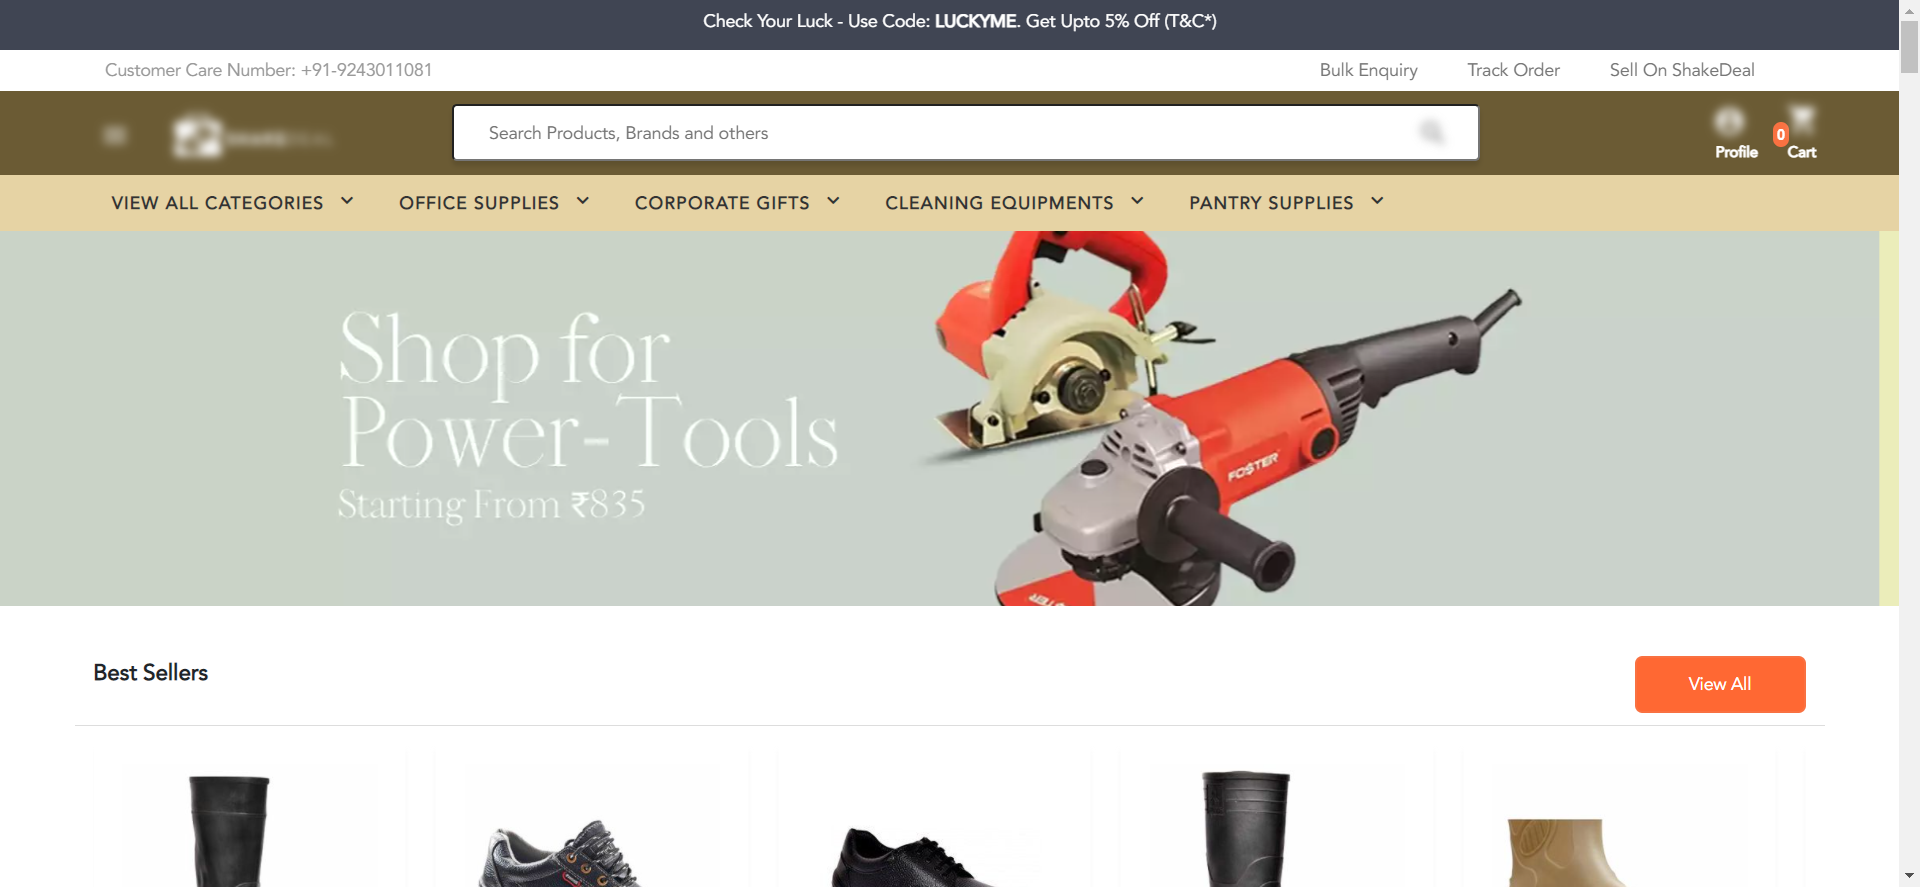 Check Your Luck - Use Code: LUCKYME. Get Upto 5% Off (T&C*)
Customer Care Number: +91-9243011081
Bulk Enquiry
Track Order
Sell On ShakeDeal
Search Products, Brands and others
Profile
0
Cart
VIEW ALL CATEGORIES
OFFICE SUPPLIES
CORPORATE GIFTS
CLEANING EQUIPMENTS
PANTRY SUPPLIES
Shop for
Power-Tools
Starting From ₹835
FOSTER
Best Sellers
View All